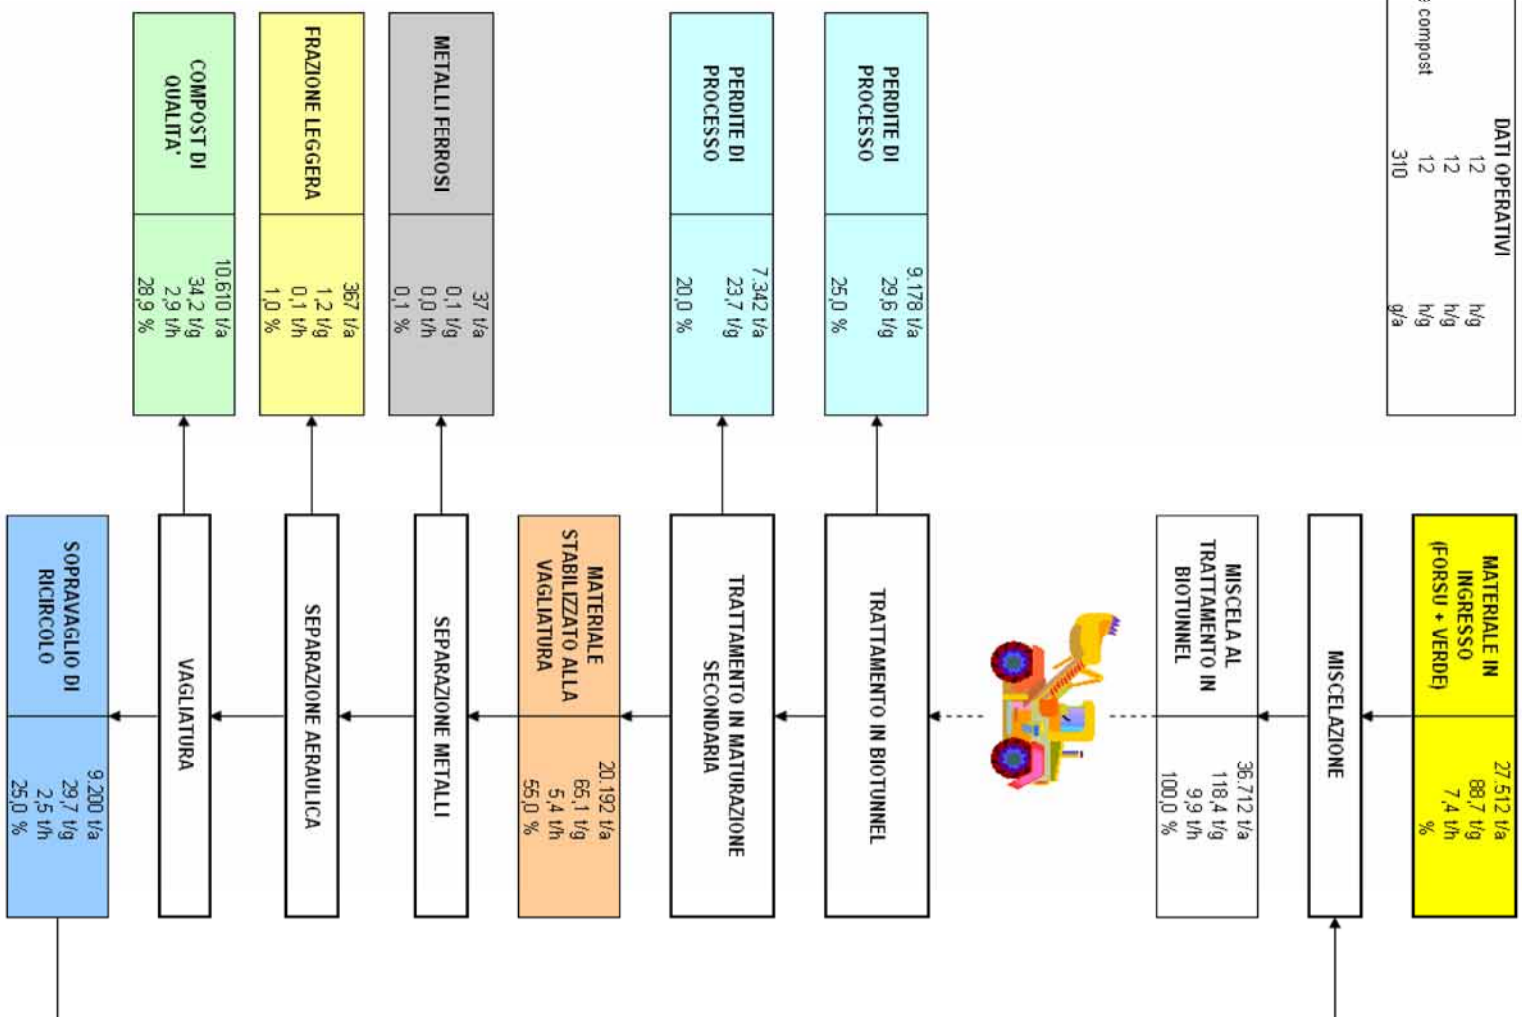 DATI OPERATIVI
12 h/g
12 h/g
e compost 12 h/g
310 g/a
MATERIALE IN
INGRESSO
(FORSU + VERDE)
27.512 t/a
88,7 t/g
7,4 t/h
%
MISCELAZIONE
MISCELA AL
TRATTAMENTO IN
BIOTUNNEL
36.712 t/a
118,4 t/g
9,9 t/h
100,0 %
PERDITE DI
PROCESSO
9.178 t/a
29,6 t/g
25,0 %
TRATTAMENTO IN BIOTUNNEL
PERDITE DI
PROCESSO
7.342 t/a
23,7 t/g
20,0 %
TRATTAMENTO IN MATURAZIONE
SECONDARIA
MATERIALE
STABILIZZATO ALLA
VAGLIATURA
20.192 t/a
65,1 t/g
5,4 t/h
55,0 %
METALLI FERROSI
37 t/a
0,1 t/g
0,0 t/h
0,1 %
SEPARAZIONE METALLI
FRAZIONE LEGGERA
367 t/a
1,2 t/g
0,1 t/h
1,0 %
SEPARAZIONE AERAULICA
COMPOST DI
QUALITA'
10.610 t/a
34,2 t/g
2,9 t/h
28,9 %
VAGLIATURA
SOPRAVAGLIO DI
RICIRCOLO
9.200 t/a
29,7 t/g
2,5 t/h
25,0 %